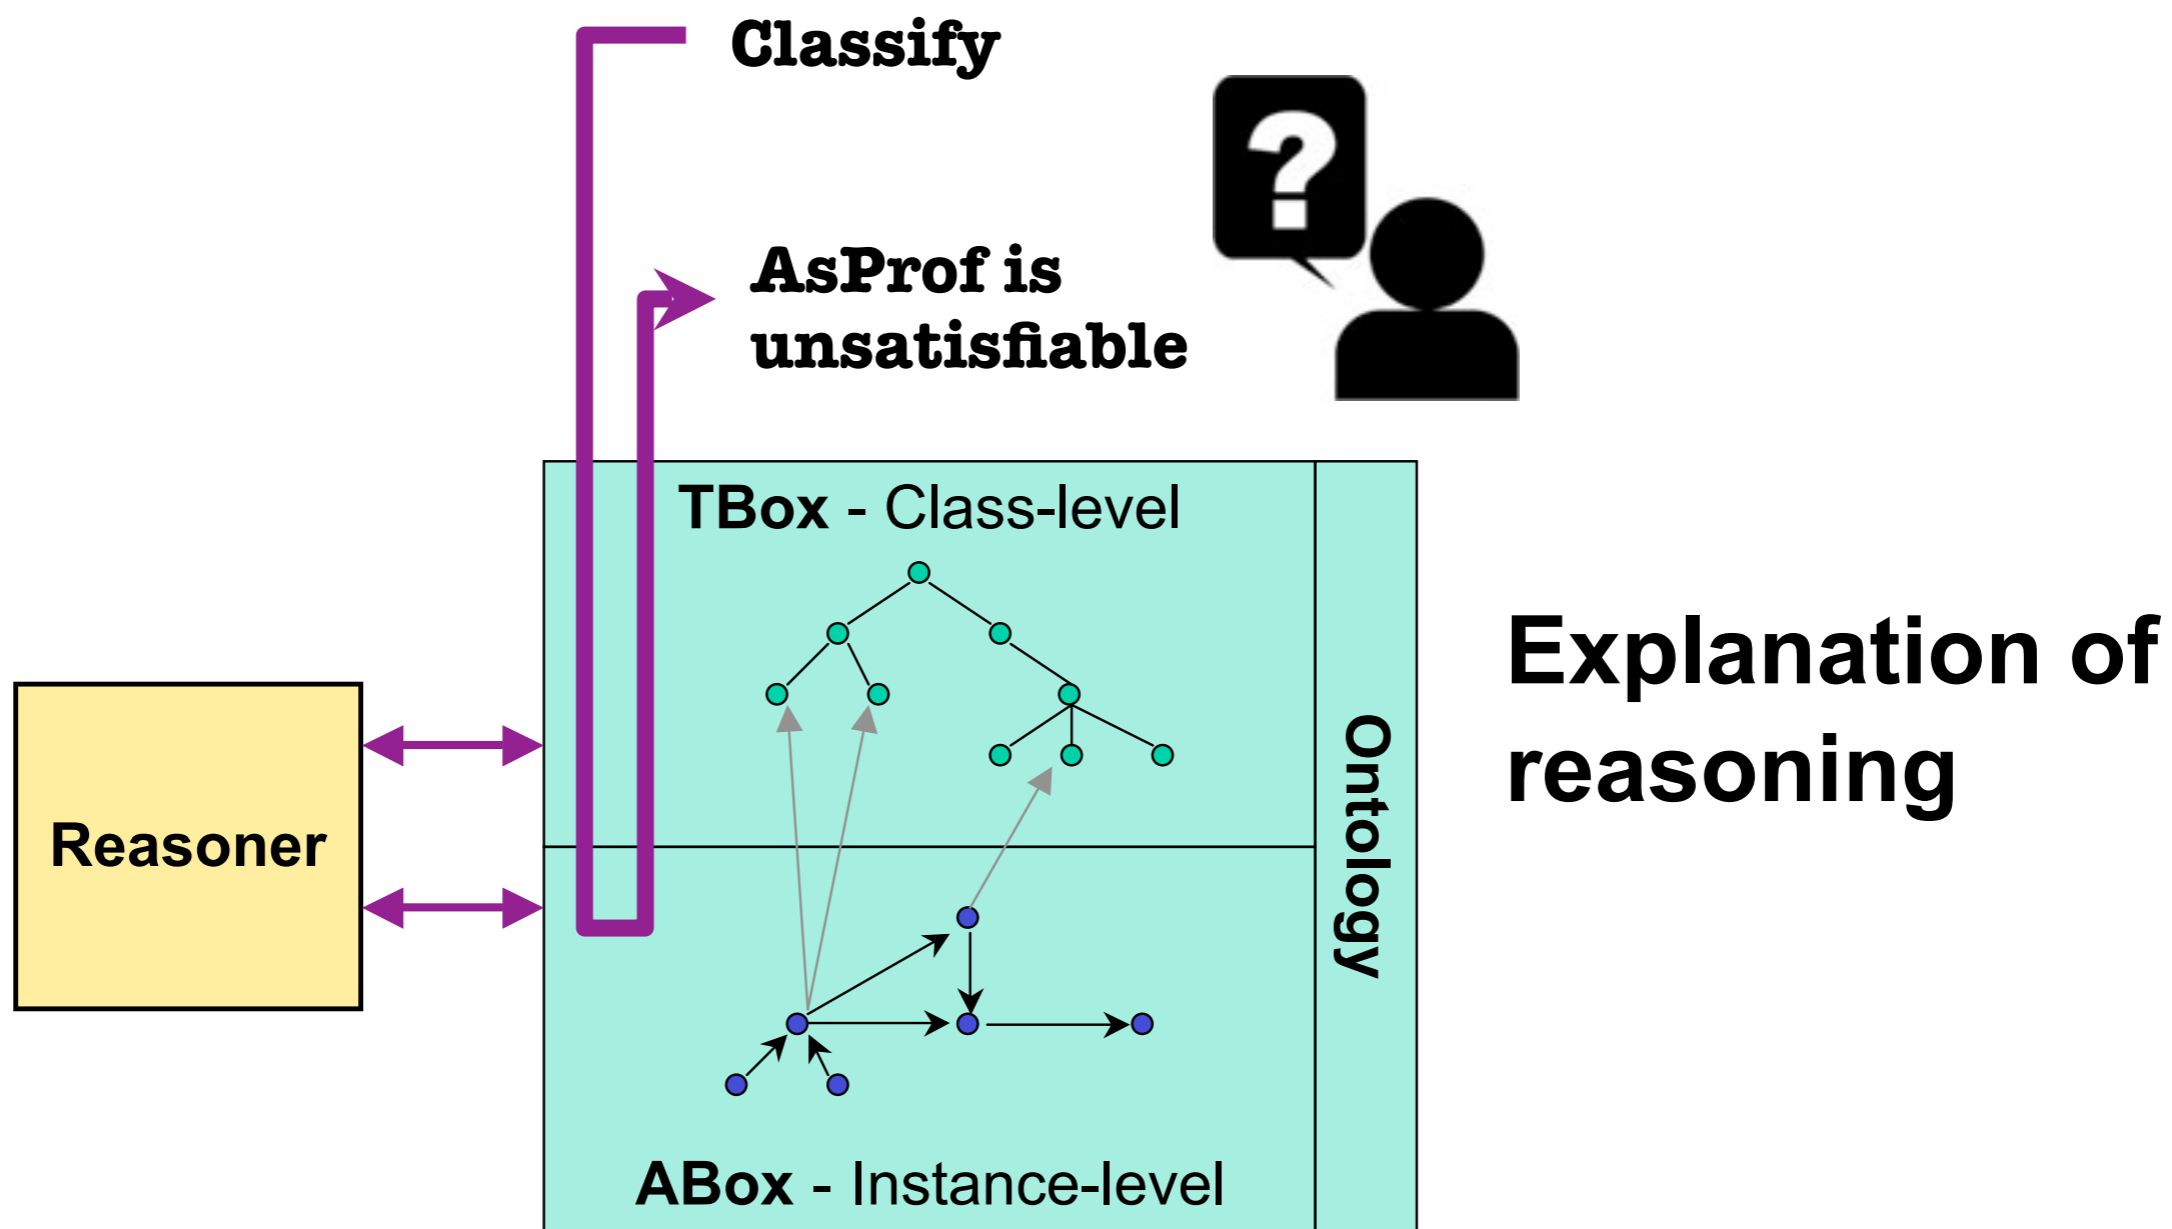 Classify
?
AsProf is
unsatisfiable
TBox - Class-level
Explanation of
reasoning
Ontology
Reasoner
ABox - Instance-level